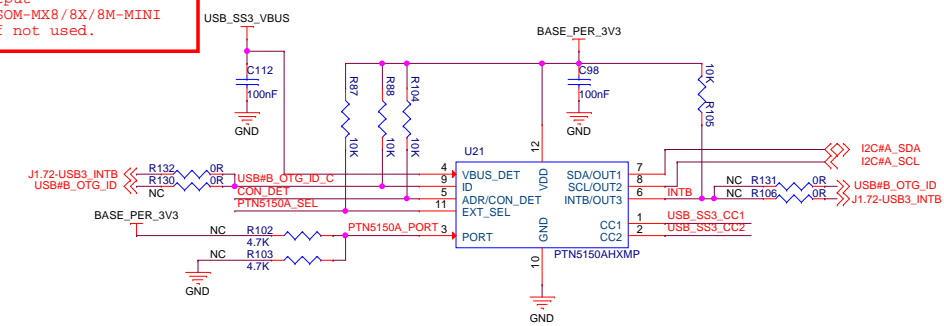 put
SOM-MX8/8X/8M-MINI
f not used.
USB_SS3_VBUS
BASE_PER_3V3
C112
100nF
GND
R87
10K
R88
10K
R104
10K
C98
100nF
GND
10K
R105
U21
12
VDD
J1.72-USB3_INTB
R132
0R
USB#B_OTG_ID
R130
0R
NC
USB#B_OTG_ID_C
CON_DET
PTN5150A_SEL
4
VBUS_DET
9
ID
5
ADR/CON_DET
11
EXT_SEL
3
PORT
SDA/OUT1
7
SCL/OUT2
8
INTB/OUT3
6
INTB
CC1
1
USB_SS3_CC1
CC2
2
USB_SS3_CC2
I2C#A_SDA
I2C#A_SCL
NC
R131
0R
USB#B_OTG_ID
NC
R106
0R
J1.72-USB3_INTB
BASE_PER_3V3
NC
R102
4.7K
PTN5150A_PORT
NC
R103
4.7K
GND
GND
10
PTN5150AHXMP
GND